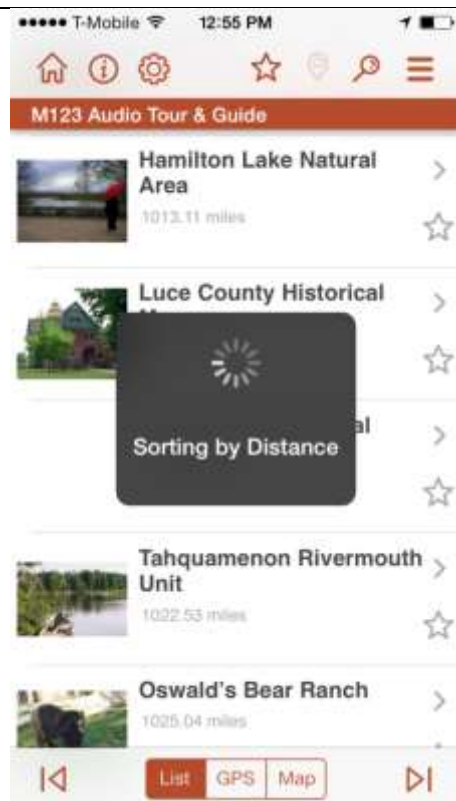 T-Mobile 12:55 PM
M123 Audio Tour & Guide
Hamilton Lake Natural
Area
1013.11 miles
Luce County Historical
Sorting by Distance
Tahquamenon Rivermouth
Unit
1022.53 miles
Oswald's Bear Ranch
1025.04 miles
List GPS Map